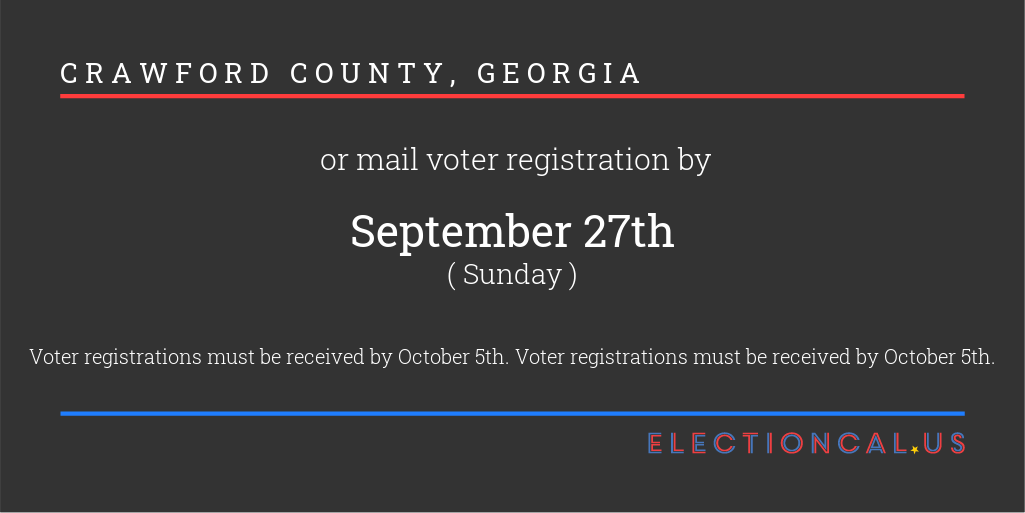 CRAWFORD COUNTY, GEORGIA
or mail voter registration by
September 27th
( Sunday )
Voter registrations must be received by October 5th. Voter registrations must be received by October 5th.
ELECTIONCAL.US